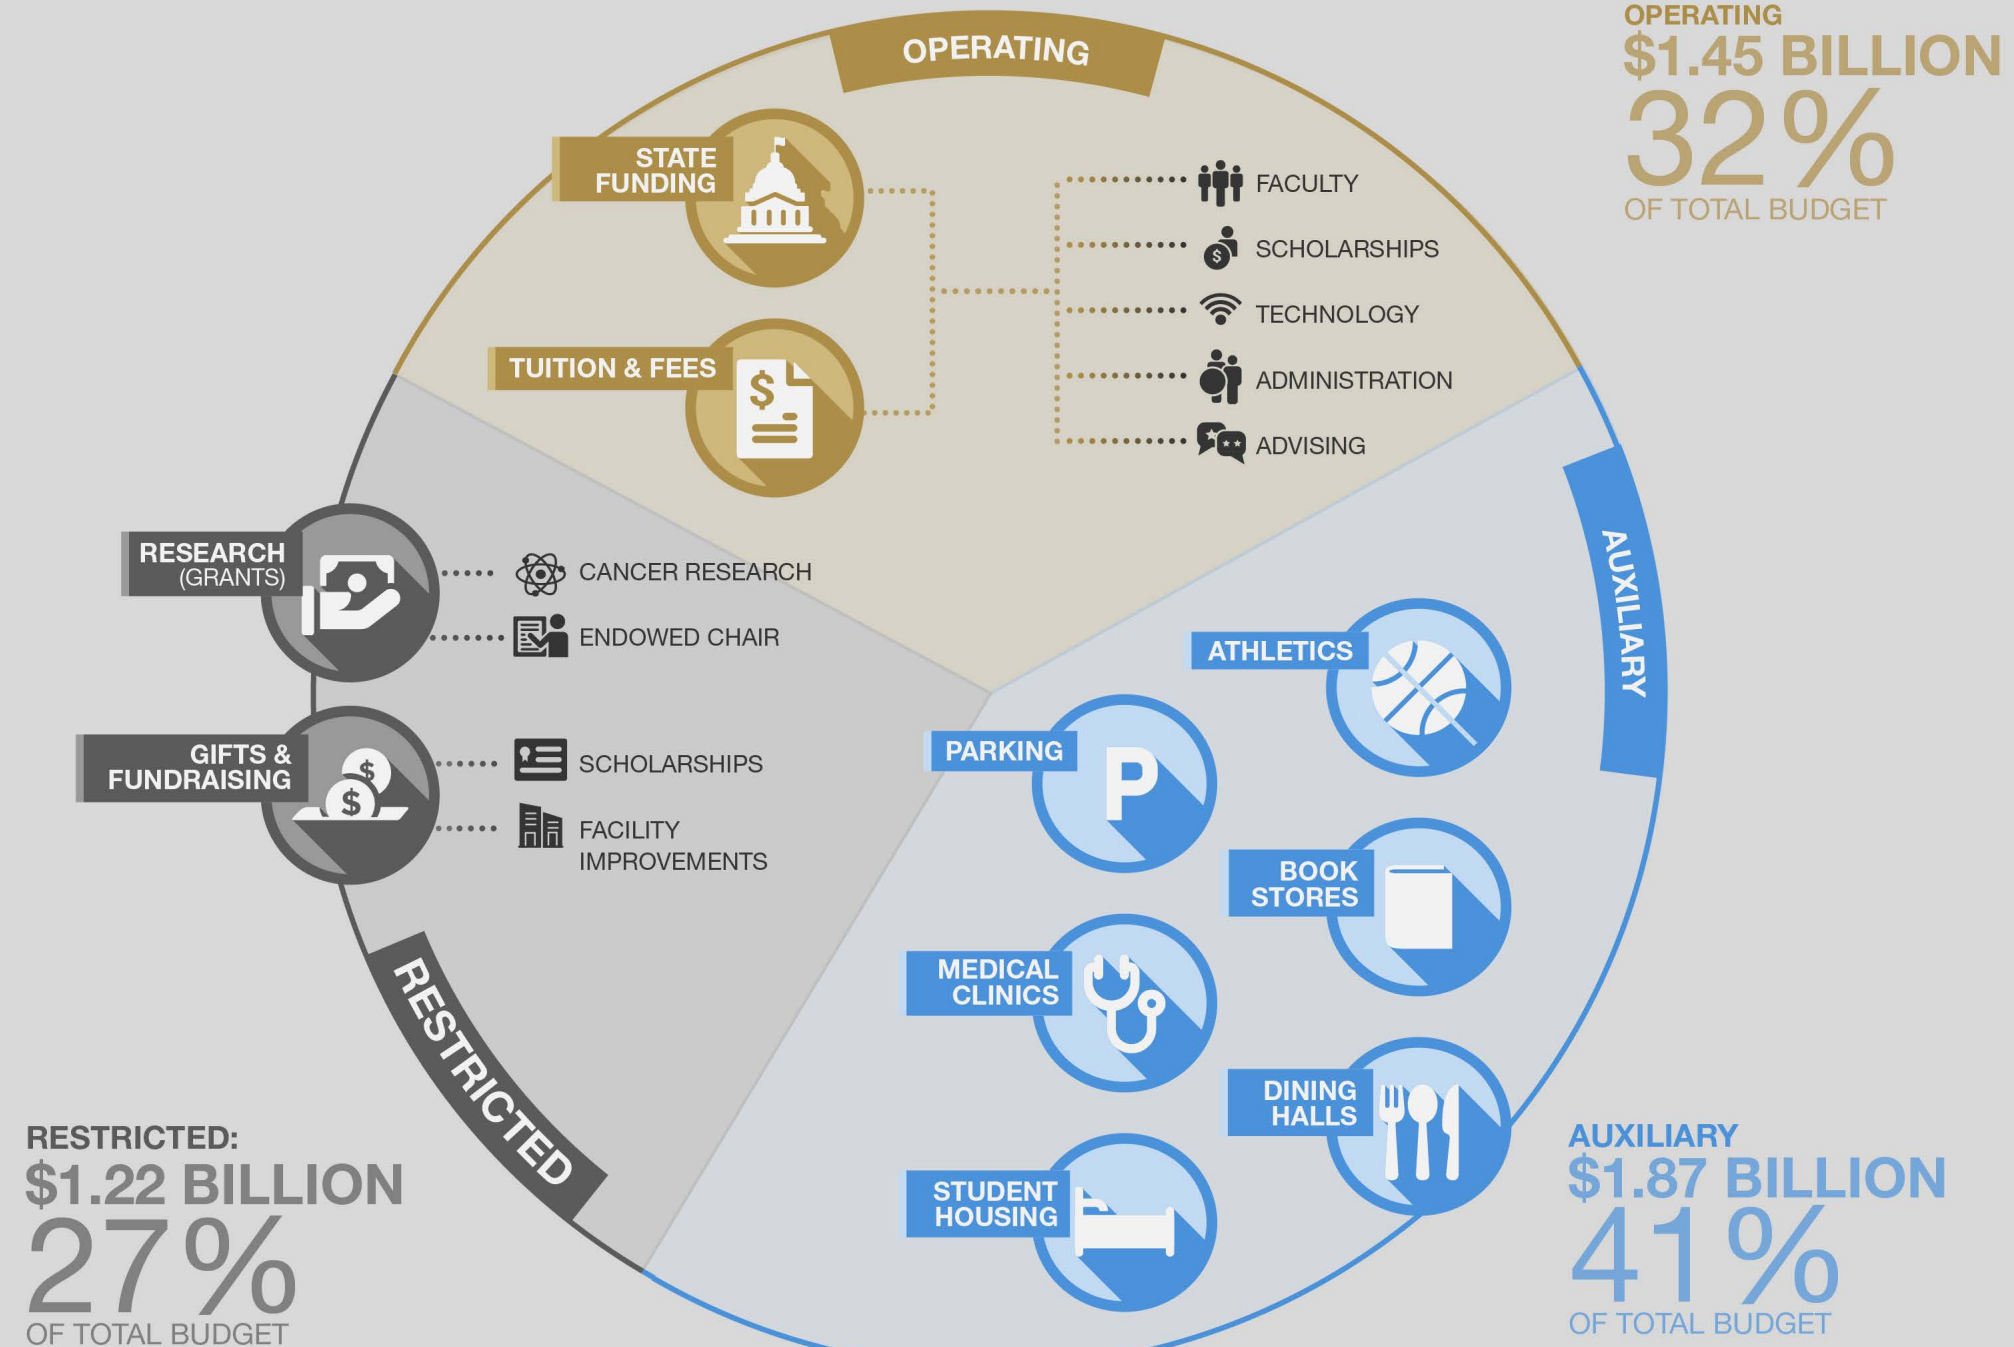 OPERATING
OPERATING
$1.45 BILLION
32%
OF TOTAL BUDGET
STATE
FUNDING
TUITION & FEES
$
FACULTY
$
SCHOLARSHIPS
TECHNOLOGY
ADMINISTRATION
ADVISING
RESEARCH
(GRANTS)
CANCER RESEARCH
ENDOWED CHAIR
GIFTS &
FUNDRAISING
$
$
SCHOLARSHIPS
FACILITY
IMPROVEMENTS
RESTRICTED
RESTRICTED:
$1.22 BILLION
27%
OF TOTAL BUDGET
AUXILIARY
ATHLETICS
PARKING
P
BOOK
STORES
MEDICAL
CLINICS
DINING
HALLS
STUDENT
HOUSING
AUXILIARY
$1.87 BILLION
41%
OF TOTAL BUDGET